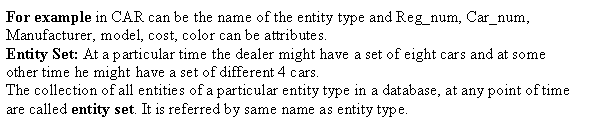 For example in CAR can be the name of the entity type and Reg_num, Car_num,
Manufacturer, model, cost, color can be attributes.
Entity Set: At a particular time the dealer might have a set of eight cars and at some
other time he might have a set of different 4 cars.
The collection of all entities of a particular entity type in a database, at any point of time
are called entity set. It is referred by same name as entity type.